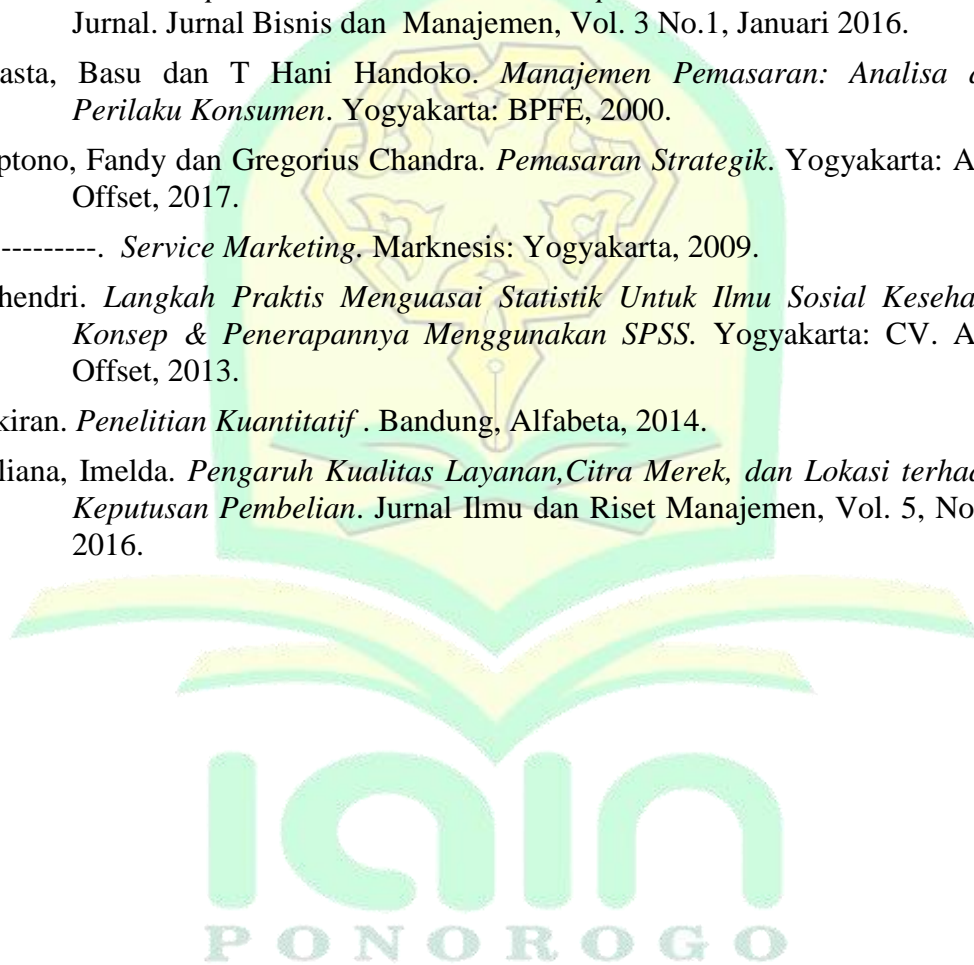 Jurnal. Jurnal Bisnis dan Manajemen, Vol. 3 No.1, Januari 2016.
asta, Basu dan T Hani Handoko. Manajemen Pemasaran: Analisa
Perilaku Konsumen. Yogyakarta: BPFE, 2000.
ptono, Fandy dan Gregorius Chandra. Pemasaran Strategik. Yogyakarta: A
Offset, 2017.
---------. Service Marketing. Marknesis: Yogyakarta, 2009.
hendri. Langkah Praktis Menguasai Statistik Untuk Ilmu Sosial Keseha
Konsep & Penerapannya Menggunakan SPSS. Yogyakarta: CV. A
Offset, 2013.
kiran. Penelitian Kuantitatif . Bandung, Alfabeta, 2014.
liana, Imelda. Pengaruh Kualitas Layanan,Citra Merek, dan Lokasi terhad
Keputusan Pembelian. Jurnal Ilmu dan Riset Manajemen, Vol. 5, No
2016.
iain
PONOROGO